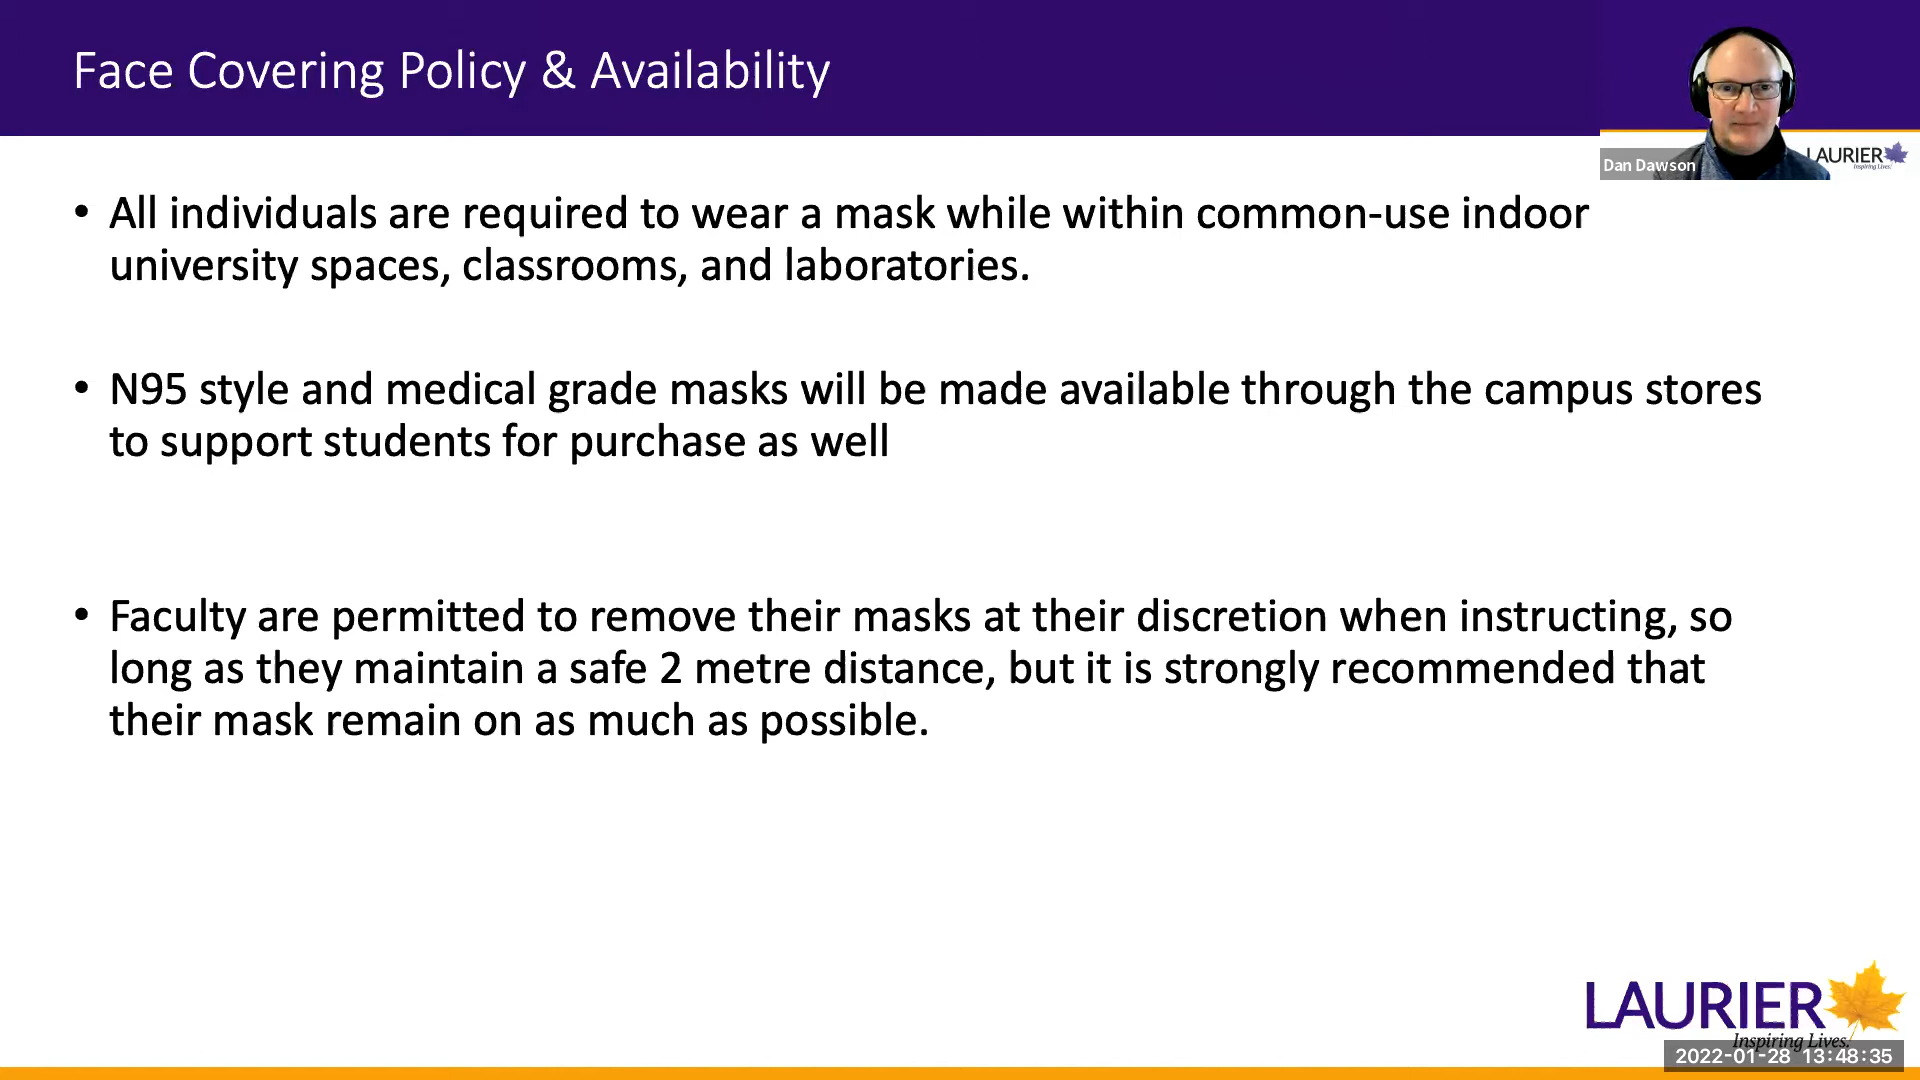 Face Covering Policy & Availability
Dan Dawson
LAURIER
Inspiring Lives.
• All individuals are required to wear a mask while within common-use indoor
university spaces, classrooms, and laboratories.
• N95 style and medical grade masks will be made available through the campus stores
to support students for purchase as well
• Faculty are permitted to remove their masks at their discretion when instructing, so
long as they maintain a safe 2 metre distance, but it is strongly recommended that
their mask remain on as much as possible.
LAURIER
Inspiring Lives.
2022-01-28 13:48:35